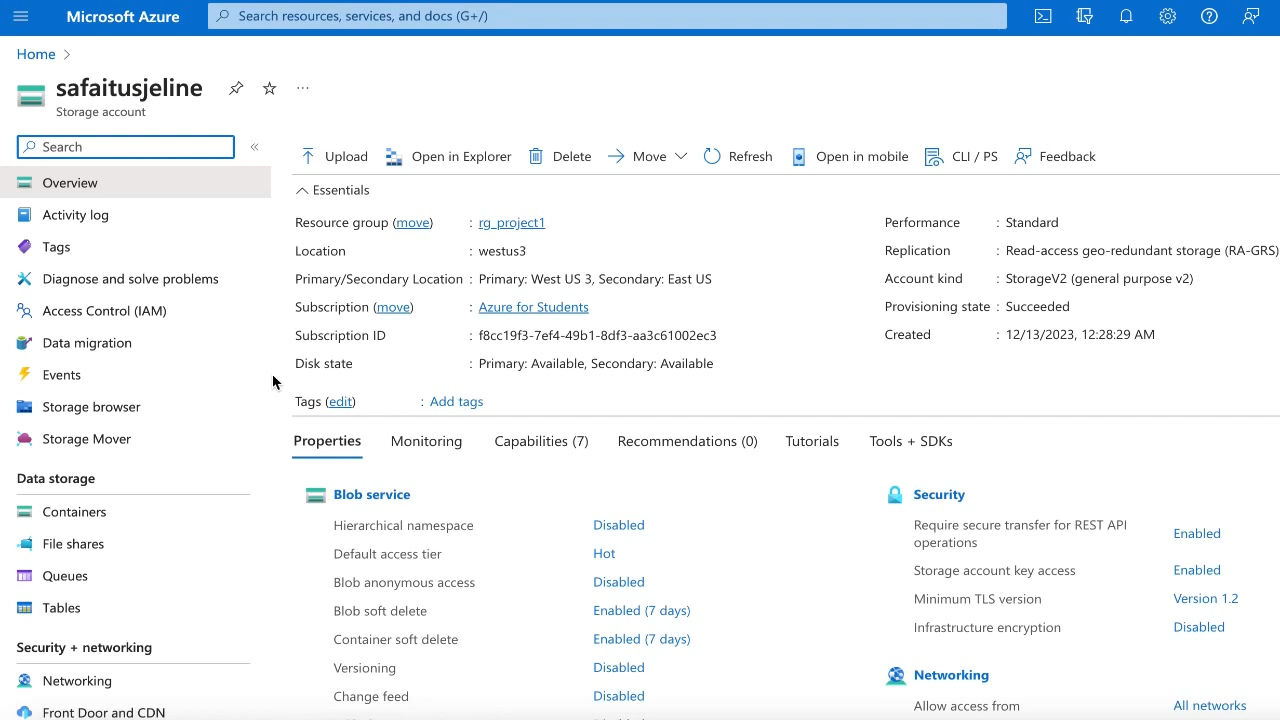 Microsoft Azure
Search resources, services, and docs (G+/)
Home
safaitusjeline
Storage account
Search
Overview
Activity log
Tags
Diagnose and solve problems
Access Control (IAM)
Data migration
Events
Storage browser
Storage Mover
Data storage
Containers
File shares
Queues
Tables
Security + networking
Networking
Front Door and CDN
Upload Open in Explorer Delete Move Refresh Open in mobile CLI / PS Feedback
Essentials
Resource group (move) : rg_project1
Location : westus3
Primary/Secondary Location : Primary: West US 3, Secondary: East US
Subscription (move) : Azure for Students
Subscription ID : f8cc19f3-7ef4-49b1-8df3-aa3c61002ec3
Disk state : Primary: Available, Secondary: Available
Tags (edit) : Add tags
Performance : Standard
Replication : Read-access geo-redundant storage (RA-GRS)
Account kind : StorageV2 (general purpose v2)
Provisioning state : Succeeded
Created : 12/13/2023, 12:28:29 AM
Properties Monitoring Capabilities (7) Recommendations (0) Tutorials Tools + SDKs
Blob service
Hierarchical namespace Disabled
Default access tier Hot
Blob anonymous access Disabled
Blob soft delete Enabled (7 days)
Container soft delete Enabled (7 days)
Versioning Disabled
Change feed Disabled
Security
Require secure transfer for REST API
operations Enabled
Storage account key access Enabled
Minimum TLS version Version 1.2
Infrastructure encryption Disabled
Networking
Allow access from All networks